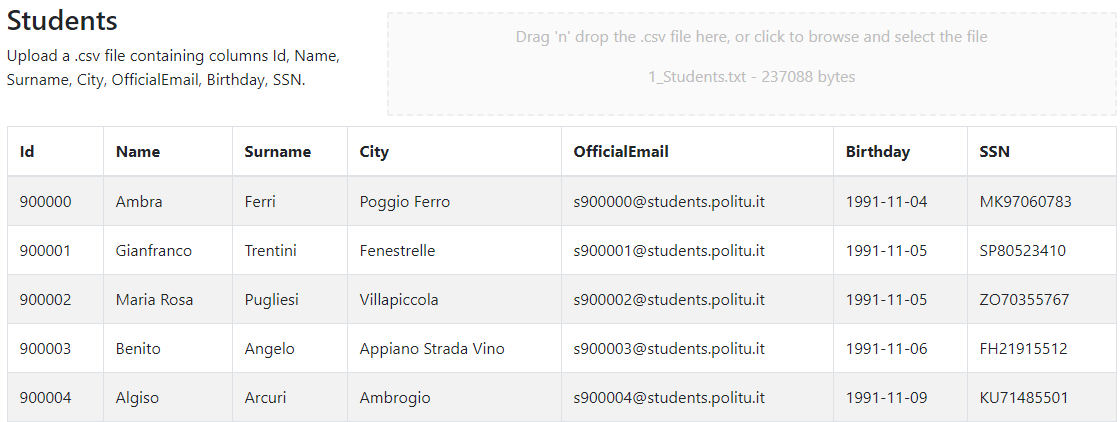 Students
Upload a .csv file containing columns Id, Name,
Surname, City, OfficialEmail, Birthday, SSN.
Drag 'n' drop the .csv file here, or click to browse and select the file
1_Students.txt - 237088 bytes
Id Name Surname City OfficialEmail Birthday SSN
900000 Ambra Ferri Poggio Ferro s900000@students.politu.it 1991-11-04 MK97060783
900001 Gianfranco Trentini Fenestrelle s900001@students.politu.it 1991-11-05 SP80523410
900002 Maria Rosa Pugliesi Villapiccola s900002@students.politu.it 1991-11-05 ZO70355767
900003 Benito Angelo Appiano Strada Vino s900003@students.politu.it 1991-11-06 FH21915512
900004 Algiso Arcuri Ambrogio s900004@students.politu.it 1991-11-09 KU71485501